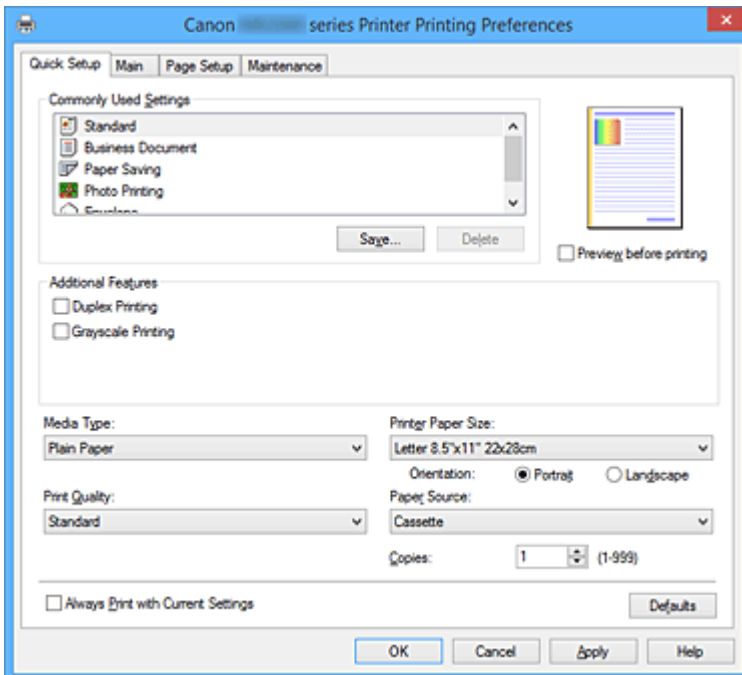 Canon series Printer Printing Preferences
Quick Setup Main Page Setup Maintenance
Commonly Used Settings
Standard
Business Document
Paper Saving
Photo Printing
Envelope
Save... Delete
Preview before printing
Additional Features
Duplex Printing
Grayscale Printing
Media Type: Printer Paper Size:
Plain Paper Letter 8.5"x11" 22x28cm
Orientation: Portrait Landscape
Print Quality: Paper Source:
Standard Cassette
Copies: 1 (1-999)
Always Print with Current Settings Defaults
OK Cancel Apply Help